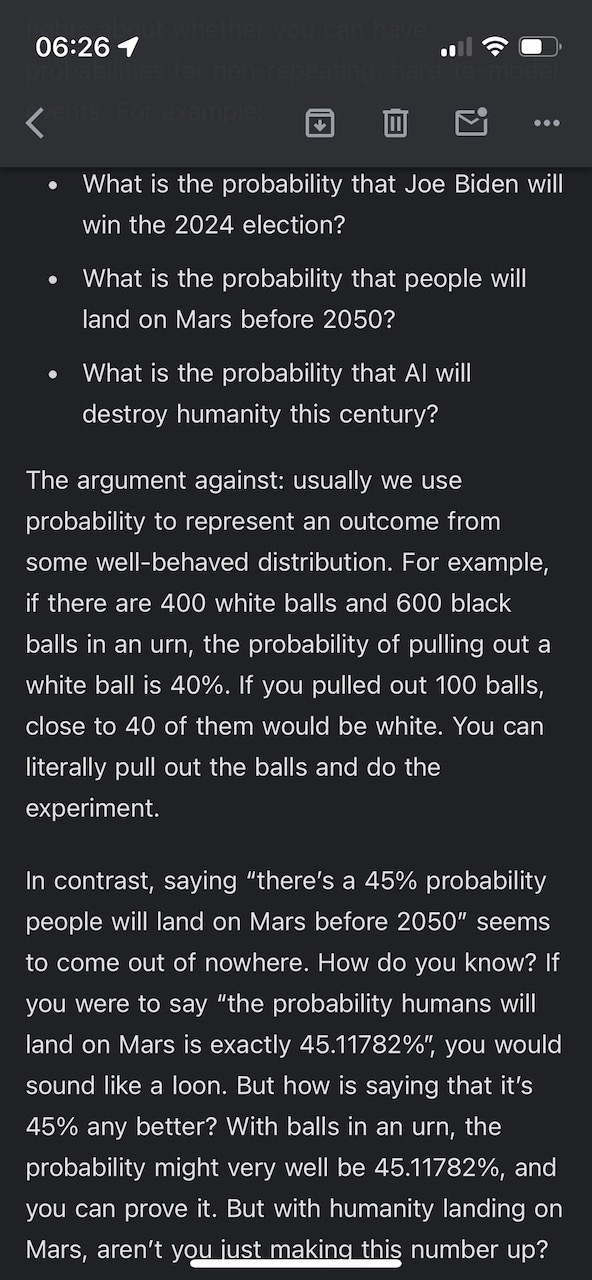 fights about whether you can have
06:26
probabilities for non-repeating, hard-to-model
events. For example:
• What is the probability that Joe Biden will
win the 2024 election?
• What is the probability that people will
land on Mars before 2050?
• What is the probability that AI will
destroy humanity this century?
The argument against: usually we use
probability to represent an outcome from
some well-behaved distribution. For example,
if there are 400 white balls and 600 black
balls in an urn, the probability of pulling out a
white ball is 40%. If you pulled out 100 balls,
close to 40 of them would be white. You can
literally pull out the balls and do the
experiment.
In contrast, saying “there’s a 45% probability
people will land on Mars before 2050” seems
to come out of nowhere. How do you know? If
you were to say “the probability humans will
land on Mars is exactly 45.11782%”, you would
sound like a loon. But how is saying that it’s
45% any better? With balls in an urn, the
probability might very well be 45.11782%, and
you can prove it. But with humanity landing on
Mars, aren’t you just making this number up?